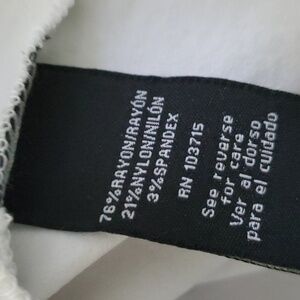 76%RAYON/RAYÓN
21%NYLON/NILÓN
3%SPANDEX
RN 103715
See reverse
for care
Ver al dorso
para el cuidado